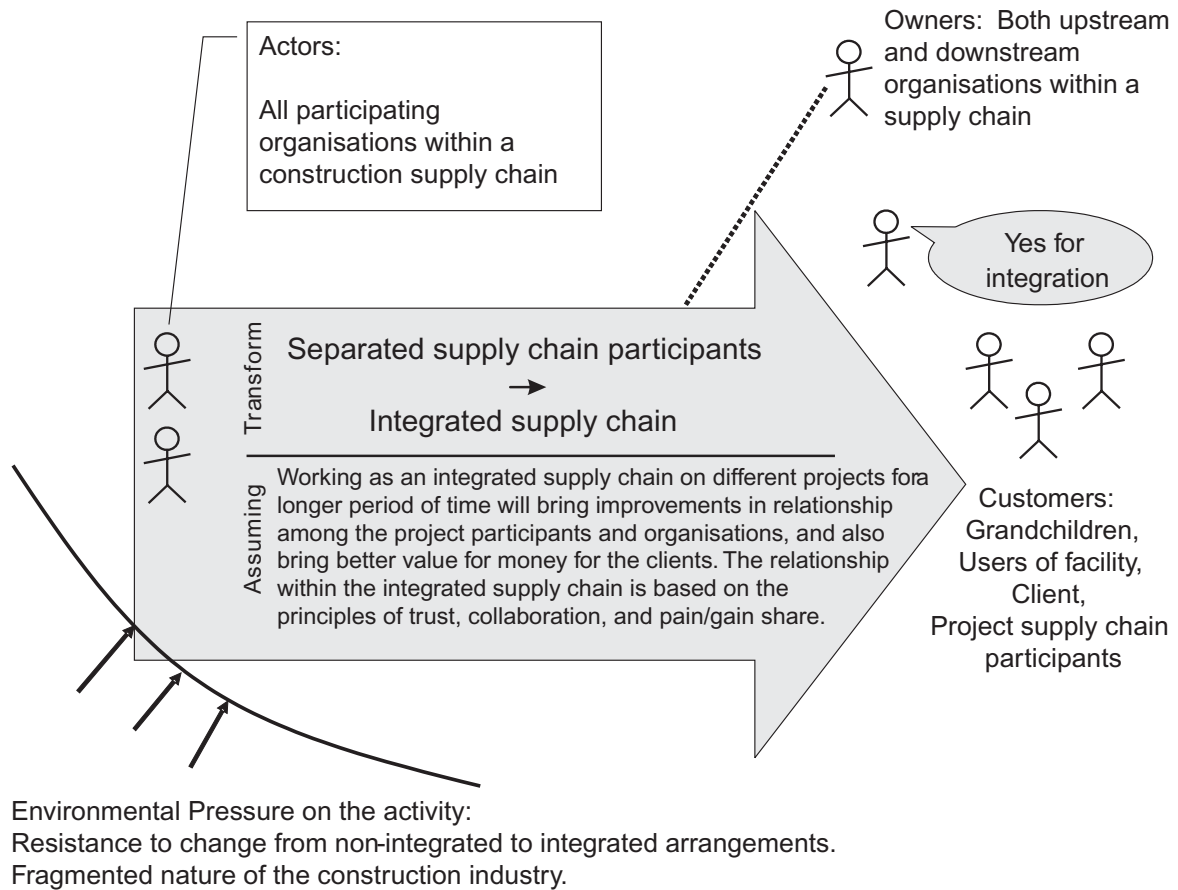 Actors:
All participating
organisations within a
construction supply chain
Owners: Both upstream
and downstream
organisations within a
supply chain
Yes for
integration
Transform
Separated supply chain participants
Integrated supply chain
Assuming
Working as an integrated supply chain on different projects for a
longer period of time will bring improvements in relationship
among the project participants and organisations, and also
bring better value for money for the clients. The relationship
within the integrated supply chain is based on the
principles of trust, collaboration, and pain/gain share.
Customers:
Grandchildren,
Users of facility,
Client,
Project supply chain
participants
Environmental Pressure on the activity:
Resistance to change from non-integrated to integrated arrangements.
Fragmented nature of the construction industry.